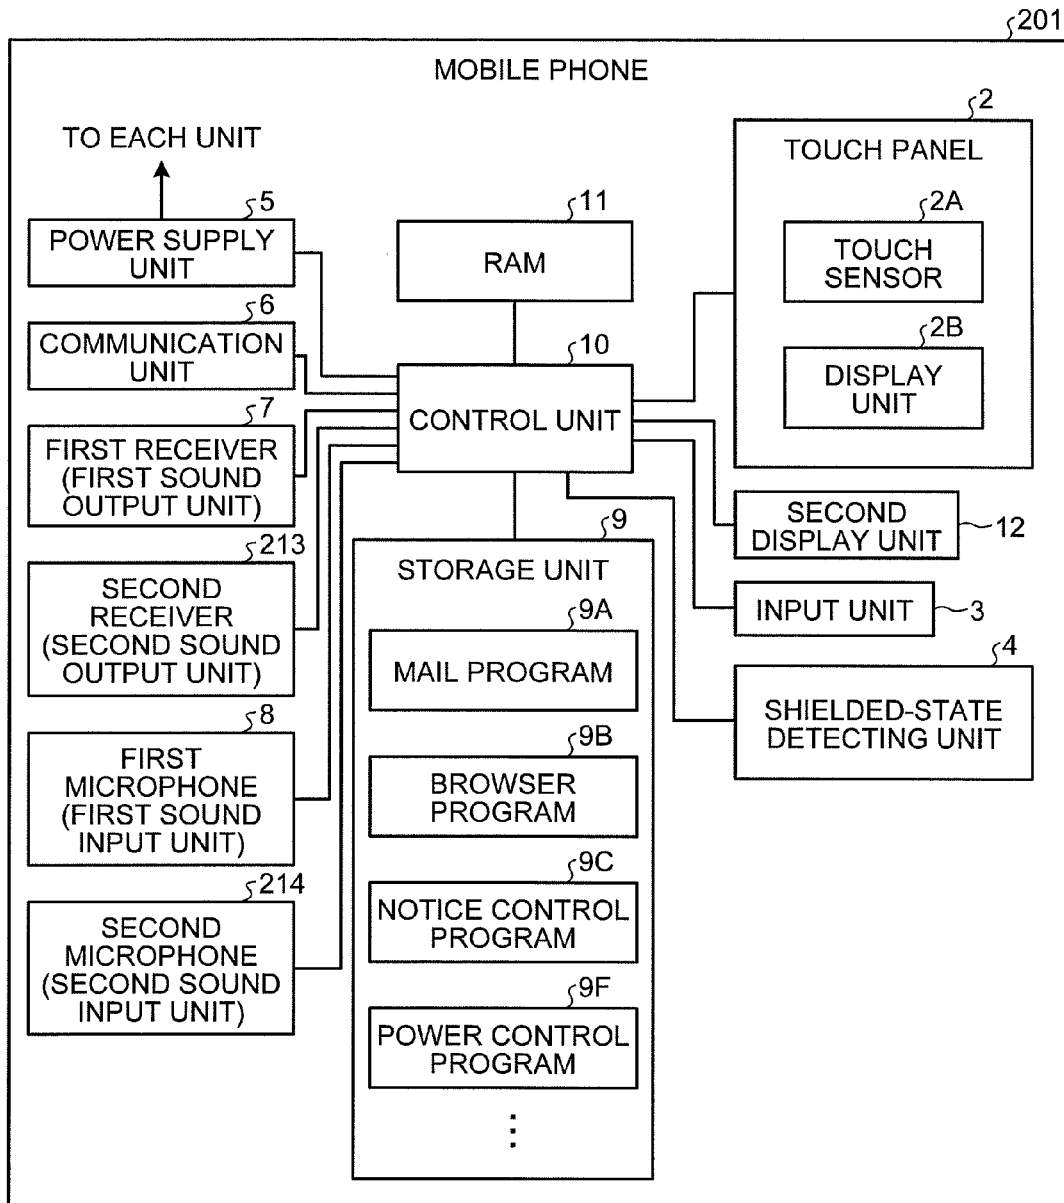 201
MOBILE PHONE
TO EACH UNIT
5
POWER SUPPLY
UNIT
6
COMMUNICATION
UNIT
7
FIRST RECEIVER
(FIRST SOUND
OUTPUT UNIT)
213
SECOND
RECEIVER
(SECOND SOUND
OUTPUT UNIT)
8
FIRST
MICROPHONE
(FIRST SOUND
INPUT UNIT)
214
SECOND
MICROPHONE
(SECOND SOUND
INPUT UNIT)
11
RAM
10
CONTROL UNIT
9
STORAGE UNIT
9A
MAIL PROGRAM
9B
BROWSER
PROGRAM
9C
NOTICE CONTROL
PROGRAM
9F
POWER CONTROL
PROGRAM
2
TOUCH PANEL
2A
TOUCH
SENSOR
2B
DISPLAY
UNIT
SECOND
DISPLAY UNIT
12
INPUT UNIT
3
4
SHIELDED-STATE
DETECTING UNIT